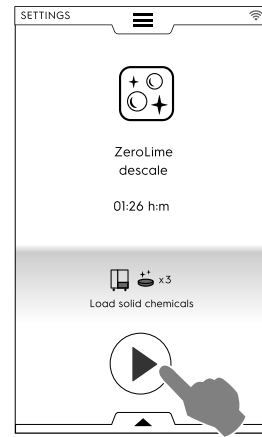 SETTINGS
ZeroLime
descale
01:26 h:m
x3
Load solid chemicals